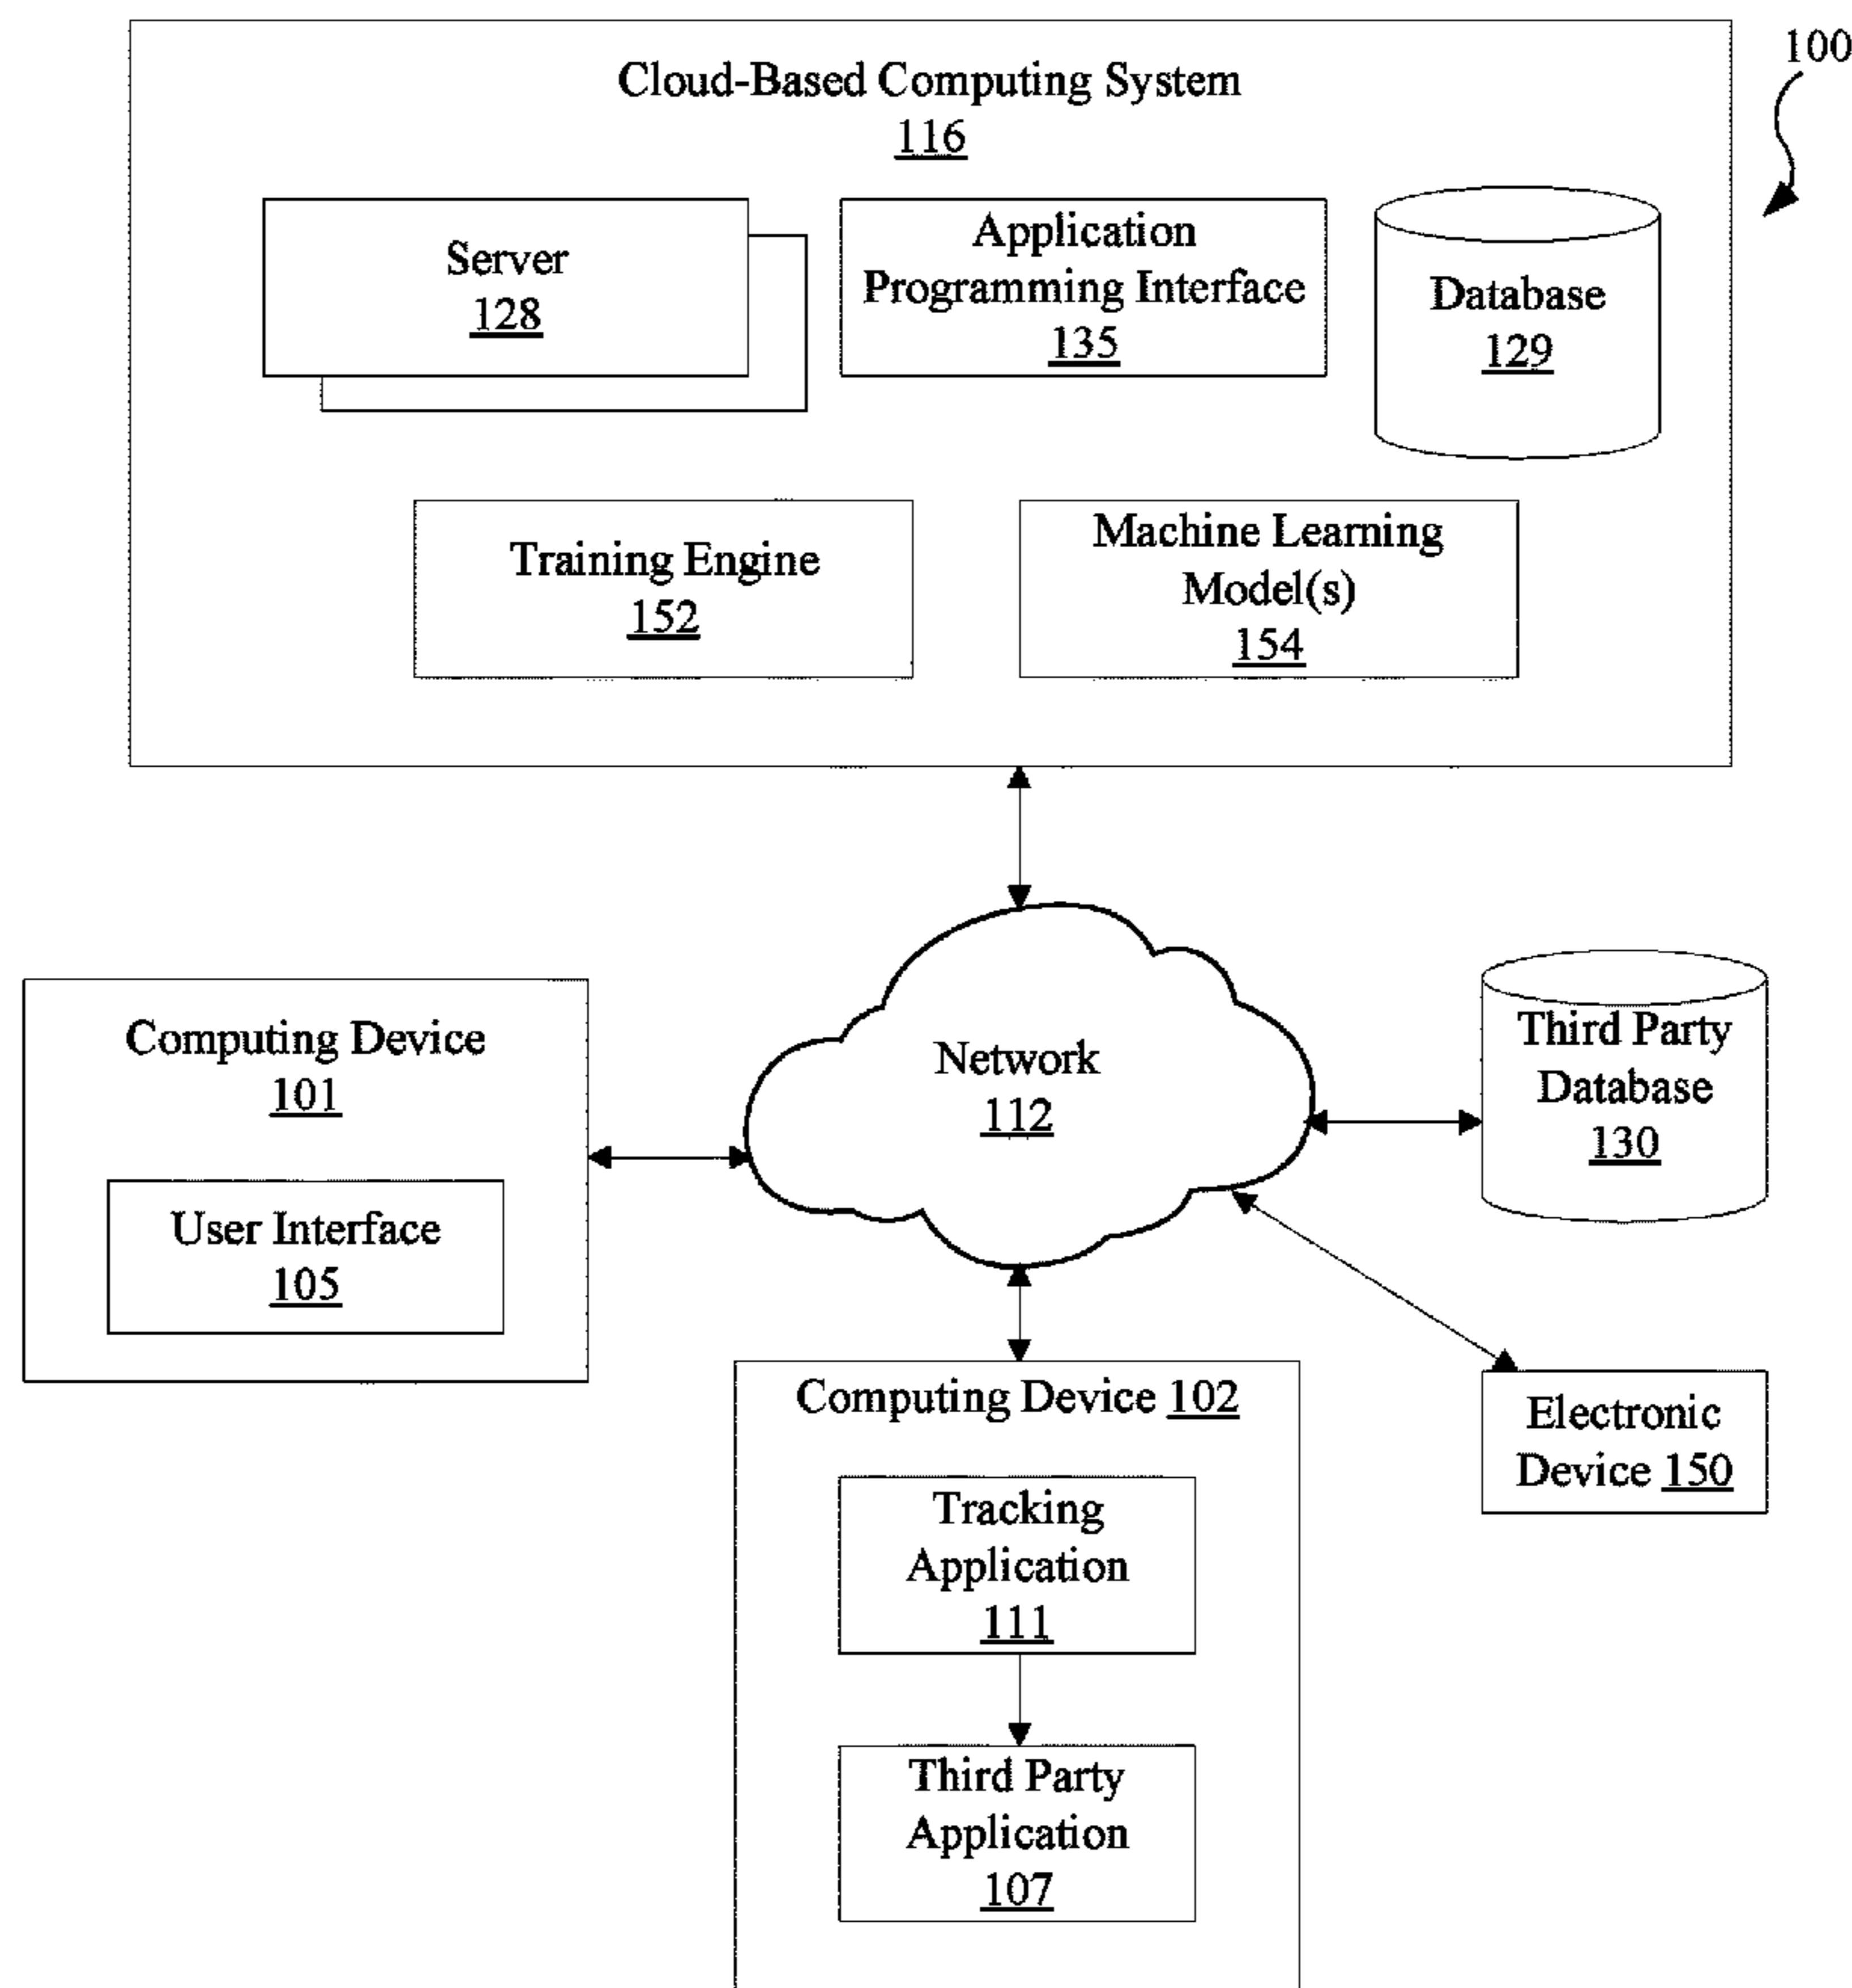 100
Cloud-Based Computing System
116
Server
128
Application
Programming Interface
135
Database
129
Training Engine
152
Machine Learning
Model(s)
154
Computing Device
101
User Interface
105
Network
112
Third Party
Database
130
Computing Device 102
Tracking
Application
111
Third Party
Application
107
Electronic
Device 150